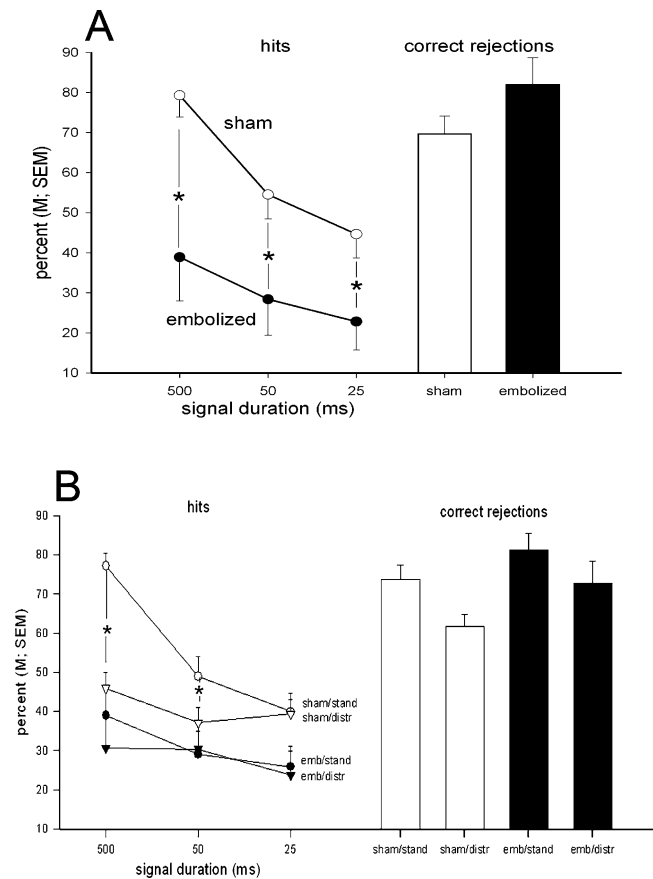 A
hits
correct rejections
90
80
70
60
50
40
30
20
10
percent (M; SEM)
sham
embolized
*
*
*
500
50
25
signal duration (ms)
sham
embolized
B
hits
correct rejections
90
80
70
60
50
40
30
20
10
percent (M; SEM)
*
*
sham/stand
sham/distr
emb/stand
emb/distr
500
50
25
signal duration (ms)
sham/stand
sham/distr
emb/stand
emb/distr